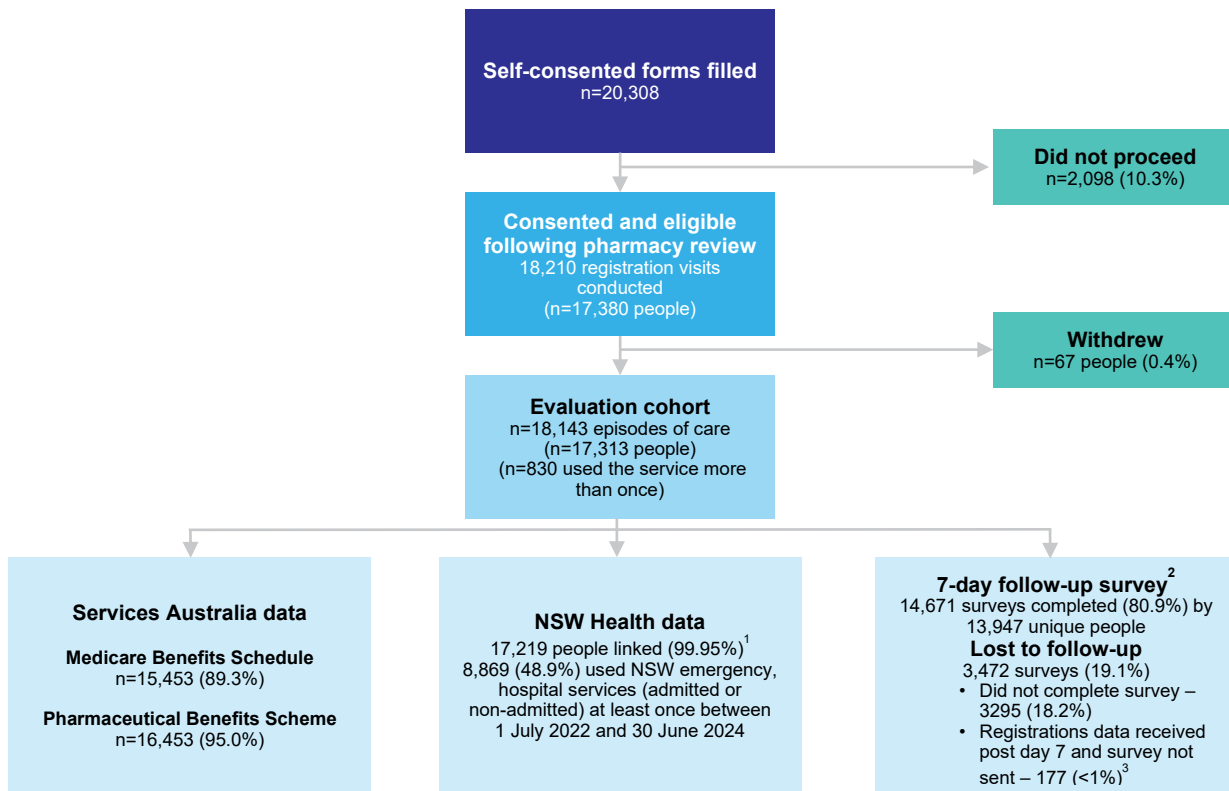 Self-consented forms filled
n=20,308
Did not proceed
n=2,098 (10.3%)
Consented and eligible
following pharmacy review
18,210 registration visits
conducted
(n=17,380 people)
Withdrew
n=67 people (0.4%)
Evaluation cohort
n=18,143 episodes of care
(n=17,313 people)
(n=830 used the service more
than once)
Services Australia data
Medicare Benefits Schedule
n=15,453 (89.3%)
Pharmaceutical Benefits Scheme
n=16,453 (95.0%)
NSW Health data
17,219 people linked (99.95%)1
8,869 (48.9%) used NSW emergency,
hospital services (admitted or
non-admitted) at least once between
1 July 2022 and 30 June 2024
7-day follow-up survey2
14,671 surveys completed (80.9%) by
13,947 unique people
Lost to follow-up
3,472 surveys (19.1%)
• Did not complete survey –
3295 (18.2%)
• Registrations data received
post day 7 and survey not
sent – 177 (<1%)3